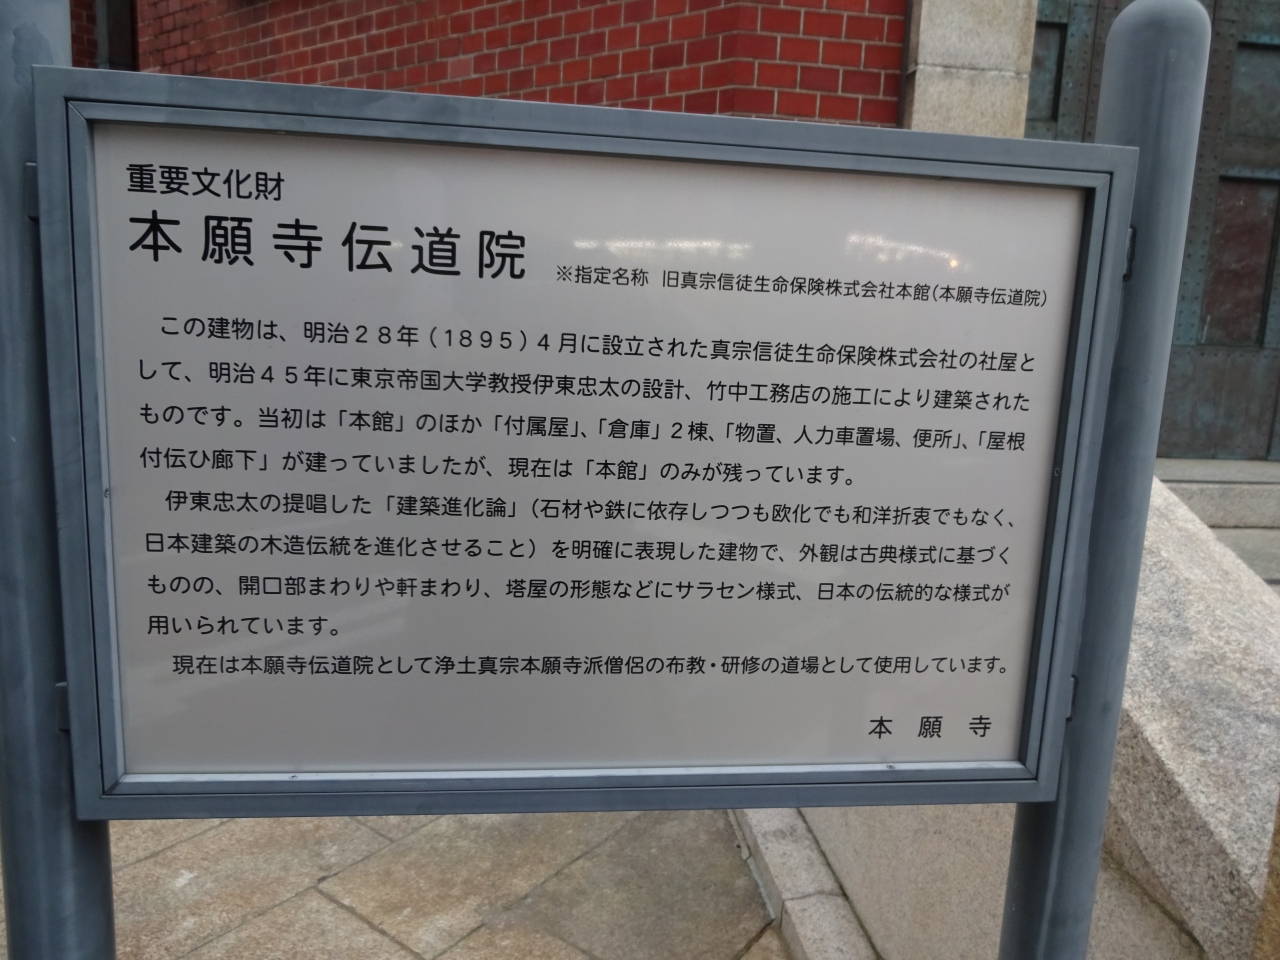 重要文化財
本願寺伝道院 ※指定名称 旧真宗信徒生命保険株式会社本館(本願寺伝道院)
この建物は、明治28年(1895)4月に設立された真宗信徒生命保険株式会社の社屋と
して、明治45年に東京帝国大学教授伊東忠太の設計、竹中工務店の施工により建築された
ものです。当初は「本館」のほか「付属屋」、「倉庫」2棟、「物置、人力車置場、便所」、「屋根
付伝ひ廊下」が建っていましたが、現在は「本館」のみが残っています。
伊東忠太の提唱した「建築進化論」(石材や鉄に依存しつつも欧化でも和洋折衷でもなく、
日本建築の木造伝統を進化させること)を明確に表現した建物で、外観は古典様式に基づく
ものの、開口部まわりや軒まわり、塔屋の形態などにサラセン様式、日本の伝統的な様式が
用いられています。
現在は本願寺伝道院として浄土真宗本願寺派僧侶の布教・研修の道場として使用しています。
本願寺